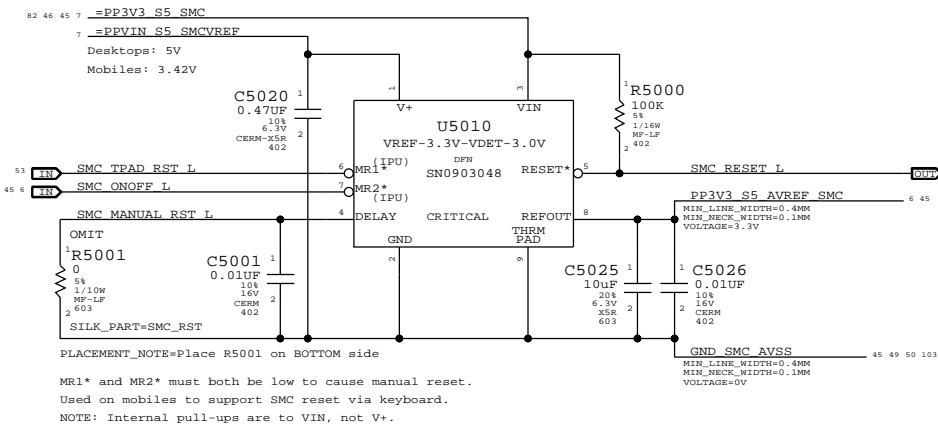 82 46 45 7 =PP3V3_S5_SMC
7 =PPVIN_S5_SMCVREF
Desktops: 5V
Mobiles: 3.42V
C5020
0.47UF
10%
6.3V
CERM-X5R
402
1
2
1
V+
3
VIN
U5010
VREF-3.3V-VDET-3.0V
DFN
SN0903048
CRITICAL
(IPU)
6 MR1*
7 MR2*
(IPU)
4 DELAY
RESET* 5
REFOUT 8
GND
2
THRM
PAD
9
1
R5000
100K
5%
1/16W
MF-LF
402
2
53 IN SMC_TPAD_RST_L
45 6 IN SMC_ONOFF_L
SMC_RESET_L OUT
PP3V3_S5_AVREF_SMC 6 45
MIN_LINE_WIDTH=0.4MM
MIN_NECK_WIDTH=0.1MM
VOLTAGE=3.3V
SMC_MANUAL_RST_L
OMIT
1
R5001
0
5%
1/10W
MF-LF
603
2
SILK_PART=SMC_RST
C5001
0.01UF
10%
16V
CERM
402
1
2
C5025
10uF
20%
6.3V
X5R
603
1
2
1
C5026
0.01UF
10%
16V
CERM
402
2
GND_SMC_AVSS 45 49 50 103
MIN_LINE_WIDTH=0.4MM
MIN_NECK_WIDTH=0.1MM
VOLTAGE=0V
PLACEMENT_NOTE=Place R5001 on BOTTOM side
MR1* and MR2* must both be low to cause manual reset.
Used on mobiles to support SMC reset via keyboard.
NOTE: Internal pull-ups are to VIN, not V+.